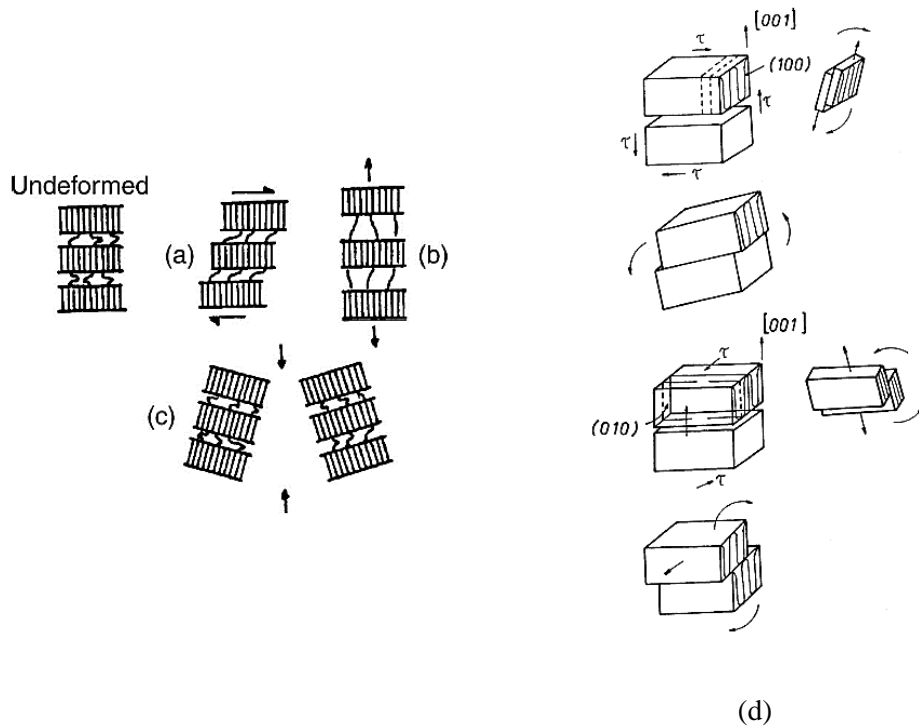 Undeformed
(a)
(b)
(c)
τ
[001]
(100)
τ
τ
τ
[001]
τ
(010)
τ
(d)